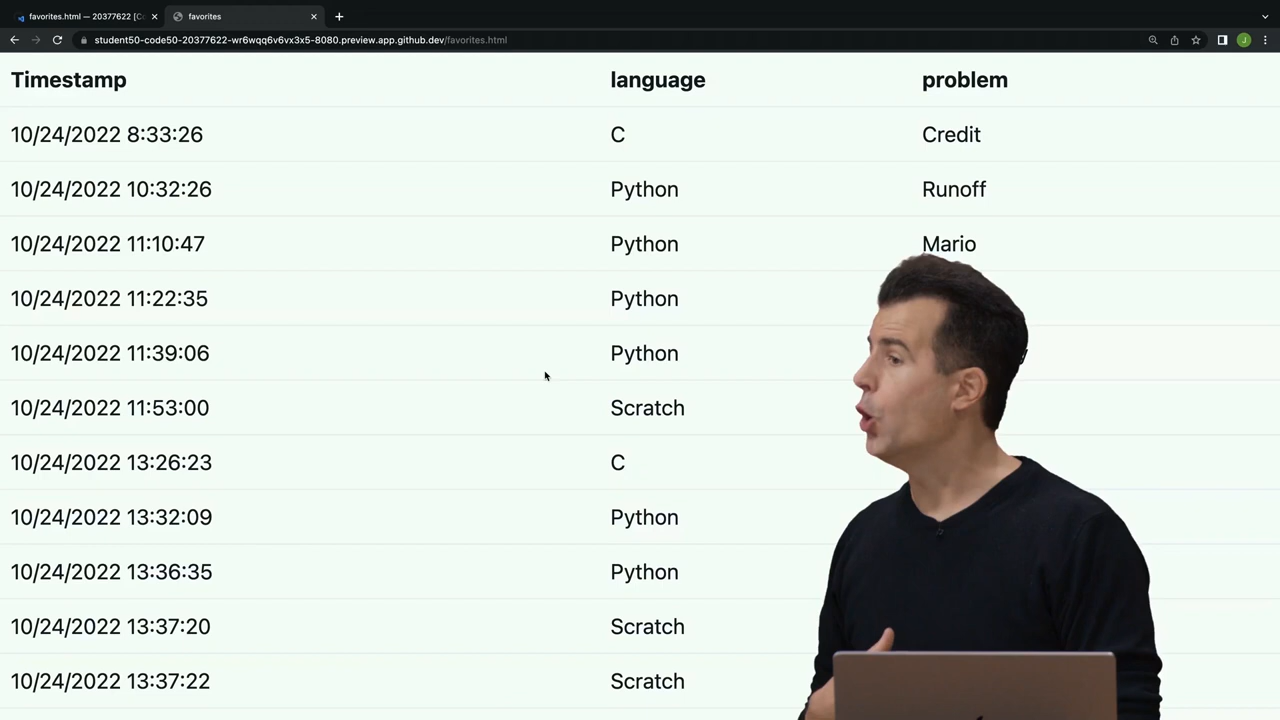 favorites.html — 20377622 [C
favorites
student50-code50-20377622-wr6wqq6v6vx3x5-8080.preview.app.github.dev/favorites.html
J
Timestamp language problem
10/24/2022 8:33:26 C Credit
10/24/2022 10:32:26 Python Runoff
10/24/2022 11:10:47 Python Mario
10/24/2022 11:22:35 Python
10/24/2022 11:39:06 Python
10/24/2022 11:53:00 Scratch
10/24/2022 13:26:23 C
10/24/2022 13:32:09 Python
10/24/2022 13:36:35 Python
10/24/2022 13:37:20 Scratch
10/24/2022 13:37:22 Scratch